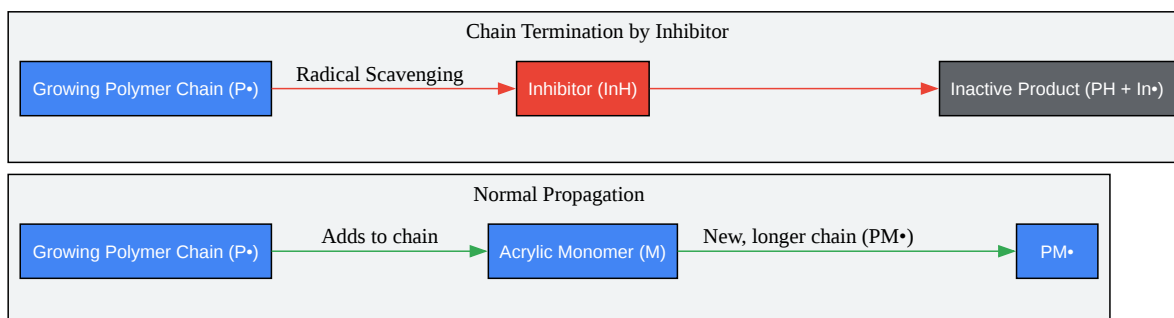 Chain Termination by Inhibitor
Growing Polymer Chain (P•)
Radical Scavenging
Inhibitor (InH)
Inactive Product (PH + In•)
Normal Propagation
Growing Polymer Chain (P•)
Adds to chain
Acrylic Monomer (M)
New, longer chain (PM•)
PM•